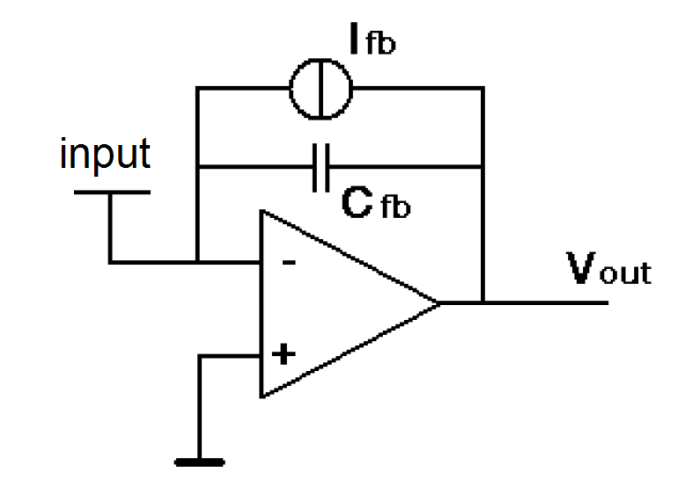 Ifb
input
Cfb
-
Vout
+